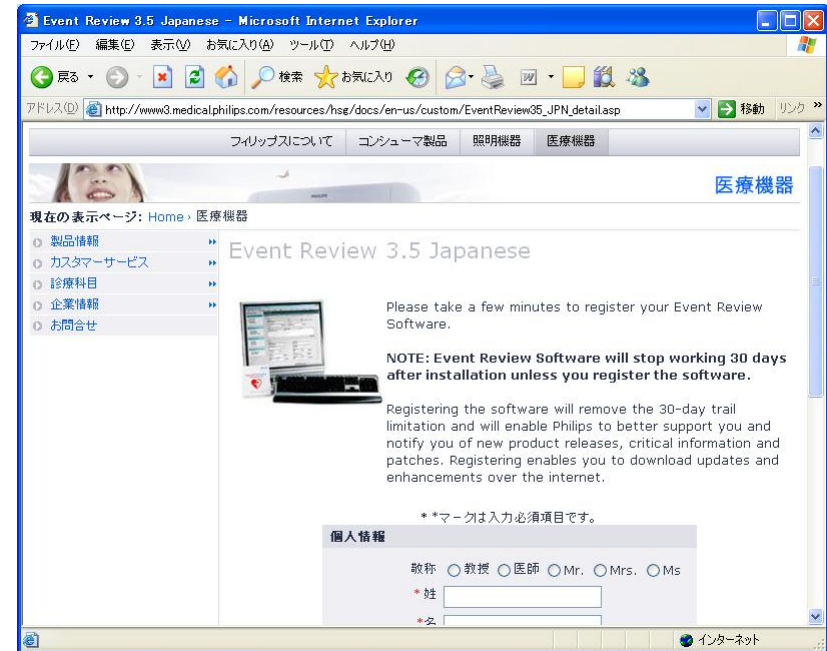 Event Review 3.5 Japanese - Microsoft Internet Explorer
ファイル(F) 編集(E) 表示(V) お気に入り(A) ツール(T) ヘルプ(H)
戻る 検索 お気に入り
アドレス(D) http://www3.medical.philips.com/resources/hsg/docs/en-us/custom/EventReview35_JPN_detail.asp 移動 リンク »
フィリップスについて コンシューマ製品 照明機器 医療機器
医療機器
現在の表示ページ: Home › 医療機器
製品情報
カスタマーサービス
診療科目
企業情報
お問合せ
Event Review 3.5 Japanese
Please take a few minutes to register your Event Review
Software.
NOTE: Event Review Software will stop working 30 days
after installation unless you register the software.
Registering the software will remove the 30-day trail
limitation and will enable Philips to better support you and
notify you of new product releases, critical information and
patches. Registering enables you to download updates and
enhancements over the internet.
* *マークは入力必須項目です。
個人情報
敬称 教授 医師 Mr. Mrs. Ms
*姓
*名
インターネット